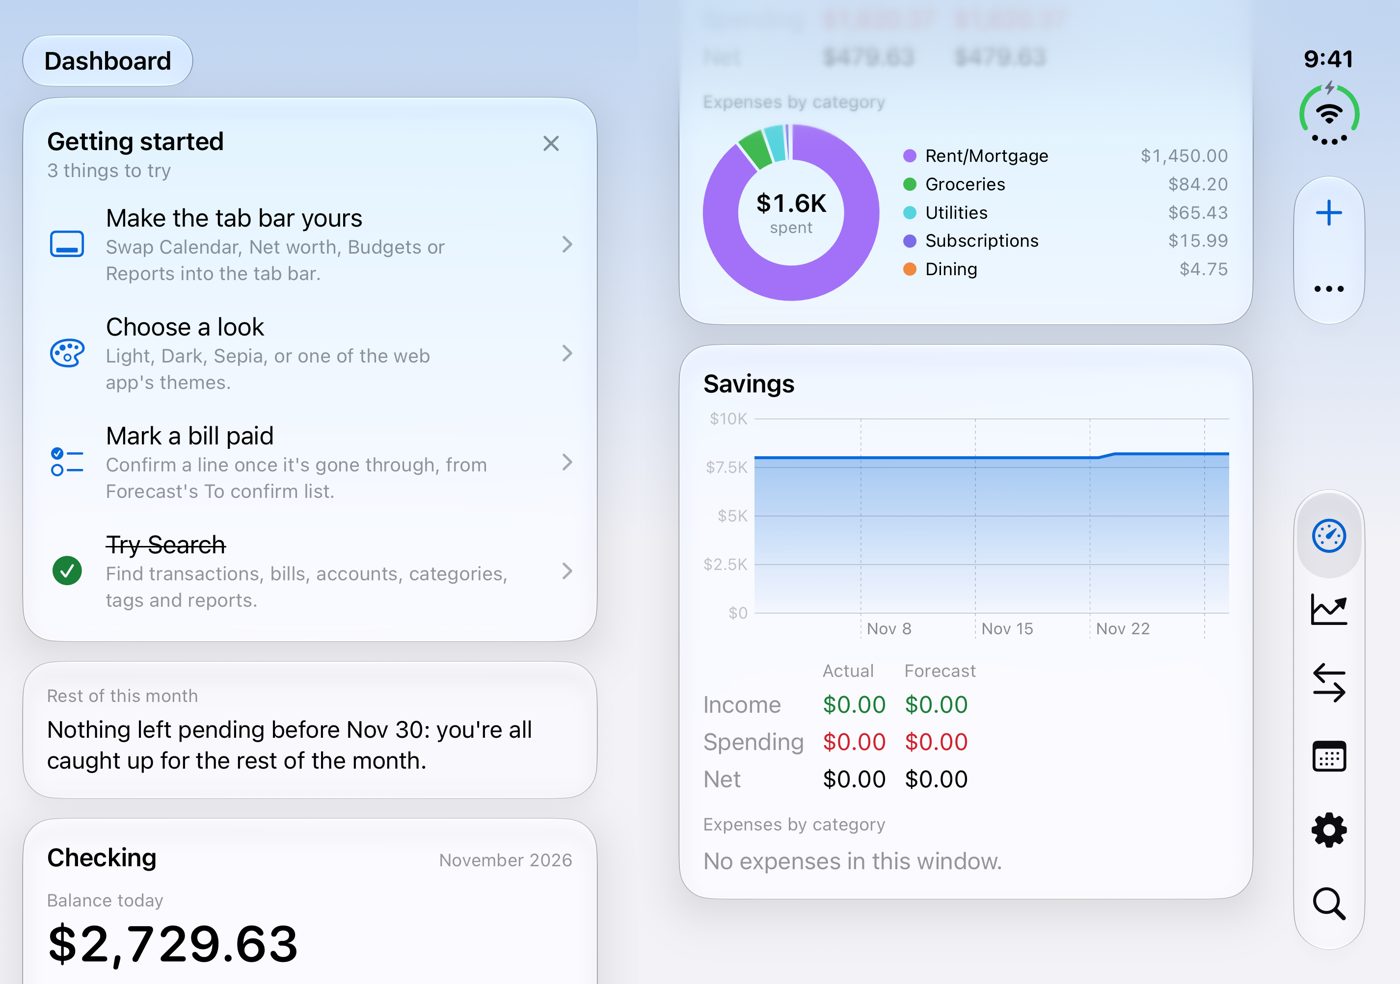 Dashboard
Getting started
3 things to try
Make the tab bar yours
Swap Calendar, Net worth, Budgets or
Reports into the tab bar.
Choose a look
Light, Dark, Sepia, or one of the web
app's themes.
Mark a bill paid
Confirm a line once it's gone through, from
Forecast's To confirm list.
Try Search
Find transactions, bills, accounts, categories,
tags and reports.
Rest of this month
Nothing left pending before Nov 30: you're all
caught up for the rest of the month.
Checking
November 2026
Balance today
$2,729.63
Spending
Net $479.63 $479.63
Expenses by category
$1.6K
spent
Rent/Mortgage $1,450.00
Groceries $84.20
Utilities $65.43
Subscriptions $15.99
Dining $4.75
Savings
$10K
$7.5K
$5K
$2.5K
$0
Nov 8 Nov 15 Nov 22
Actual Forecast
Income $0.00 $0.00
Spending $0.00 $0.00
Net $0.00 $0.00
Expenses by category
No expenses in this window.
9:41